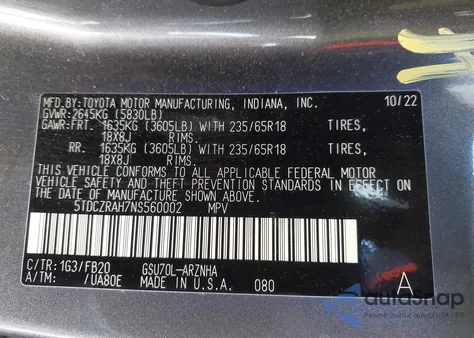 MFD.BY:TOYOTA MOTOR MANUFACTURING, INDIANA, INC. 10/22
GVWR:2645KG (5830LB)
GAWR:FRT. 1635KG (3605LB) WITH 235/65R18 TIRES,
18X8J RIMS.
RR. 1635KG (3605LB) WITH 235/65R18 TIRES,
18X8J RIMS.
THIS VEHICLE CONFORMS TO ALL APPLICABLE FEDERAL MOTOR
VEHICLE SAFETY AND THEFT PREVENTION STANDARDS IN EFFECT ON
THE DATE OF MANUFACTURE SHOWN ABOVE.
5TDCZRAH7NS560002 MPV
C/TR:1G3/FB20 GSU70L-ARZNHA
A/TM: /UA80E MADE IN U.S.A. 080 A
autosnap